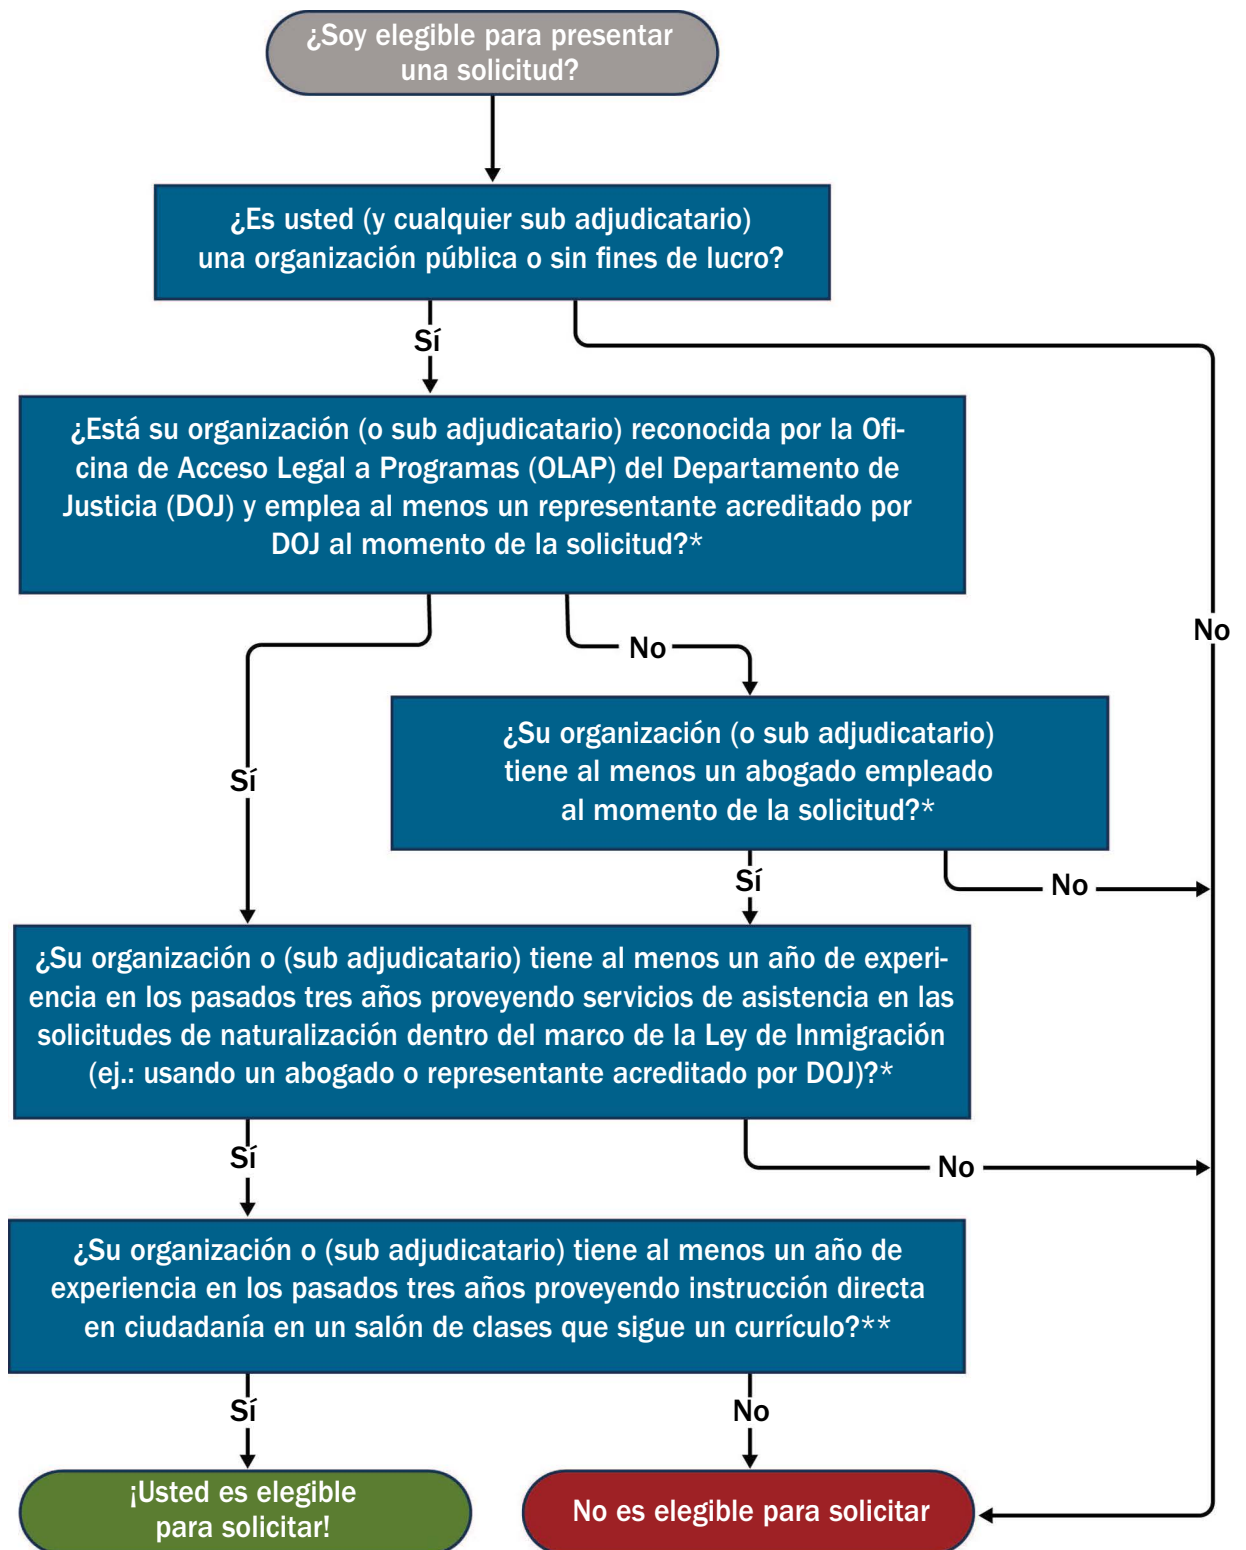 ¿Soy elegible para presentar
una solicitud?
¿Es usted (y cualquier sub adjudicatario)
una organización pública o sin fines de lucro?
Sí
¿Está su organización (o sub adjudicatario) reconocida por la Ofi-
cina de Acceso Legal a Programas (OLAP) del Departamento de
Justicia (DOJ) y emplea al menos un representante acreditado por
DOJ al momento de la solicitud?*
No
No
¿Su organización (o sub adjudicatario)
tiene al menos un abogado empleado
al momento de la solicitud?*
Sí
Sí
No
¿Su organización o (sub adjudicatario) tiene al menos un año de experi-
encia en los pasados tres años proveyendo servicios de asistencia en las
solicitudes de naturalización dentro del marco de la Ley de Inmigración
(ej.: usando un abogado o representante acreditado por DOJ)?*
Sí
No
¿Su organización o (sub adjudicatario) tiene al menos un año de
experiencia en los pasados tres años proveyendo instrucción directa
en ciudadanía en un salón de clases que sigue un currículo?**
Sí
No
¡Usted es elegible
para solicitar!
No es elegible para solicitar